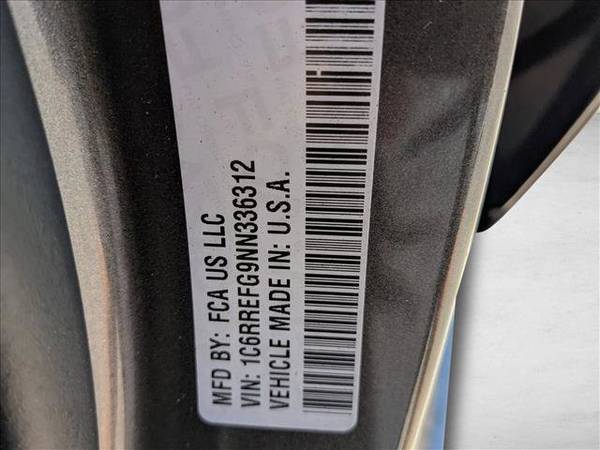 MFD BY: FCA US LLC
VIN: 1C6RREFG9NN336312
VEHICLE MADE IN: U.S.A.